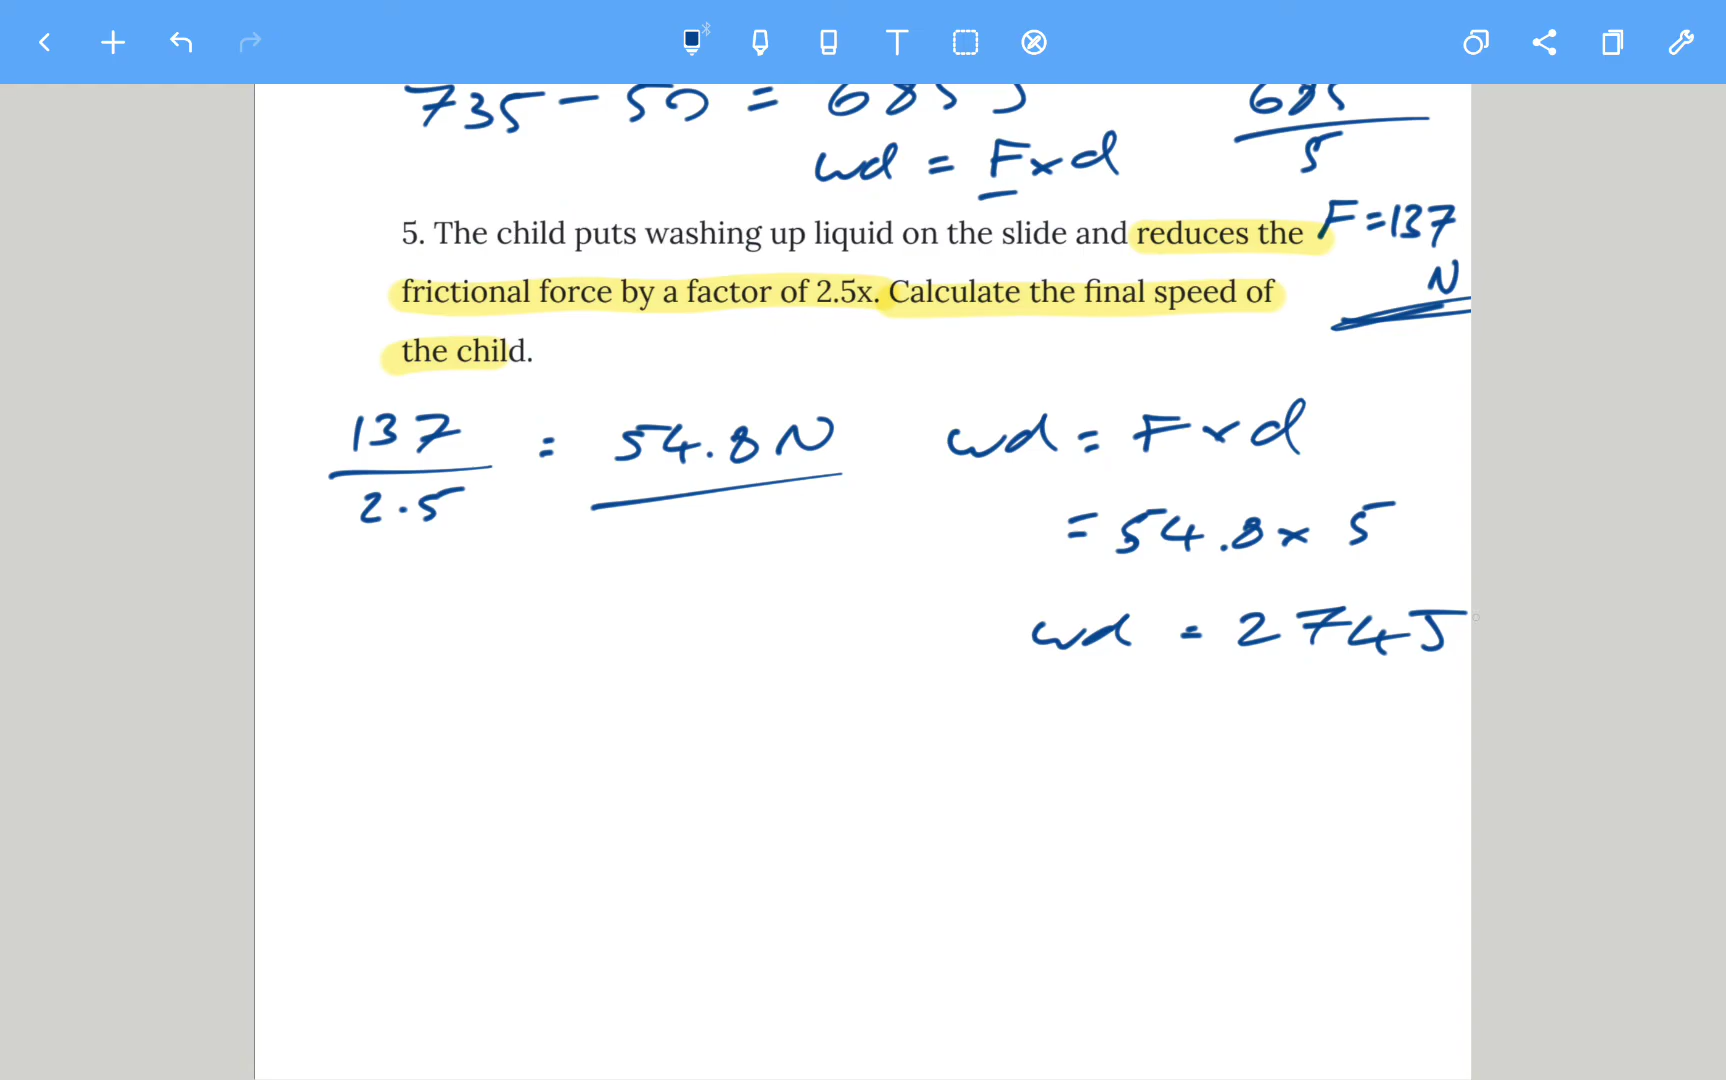 735 - 50 = 685 J
685
5
wd = F x d
5. The child puts washing up liquid on the slide and reduces the
F = 137
N
frictional force by a factor of 2.5x. Calculate the final speed of
the child.
137
2.5
= 54.8 N
wd = F x d
= 54.8 x 5
wd = 274 J